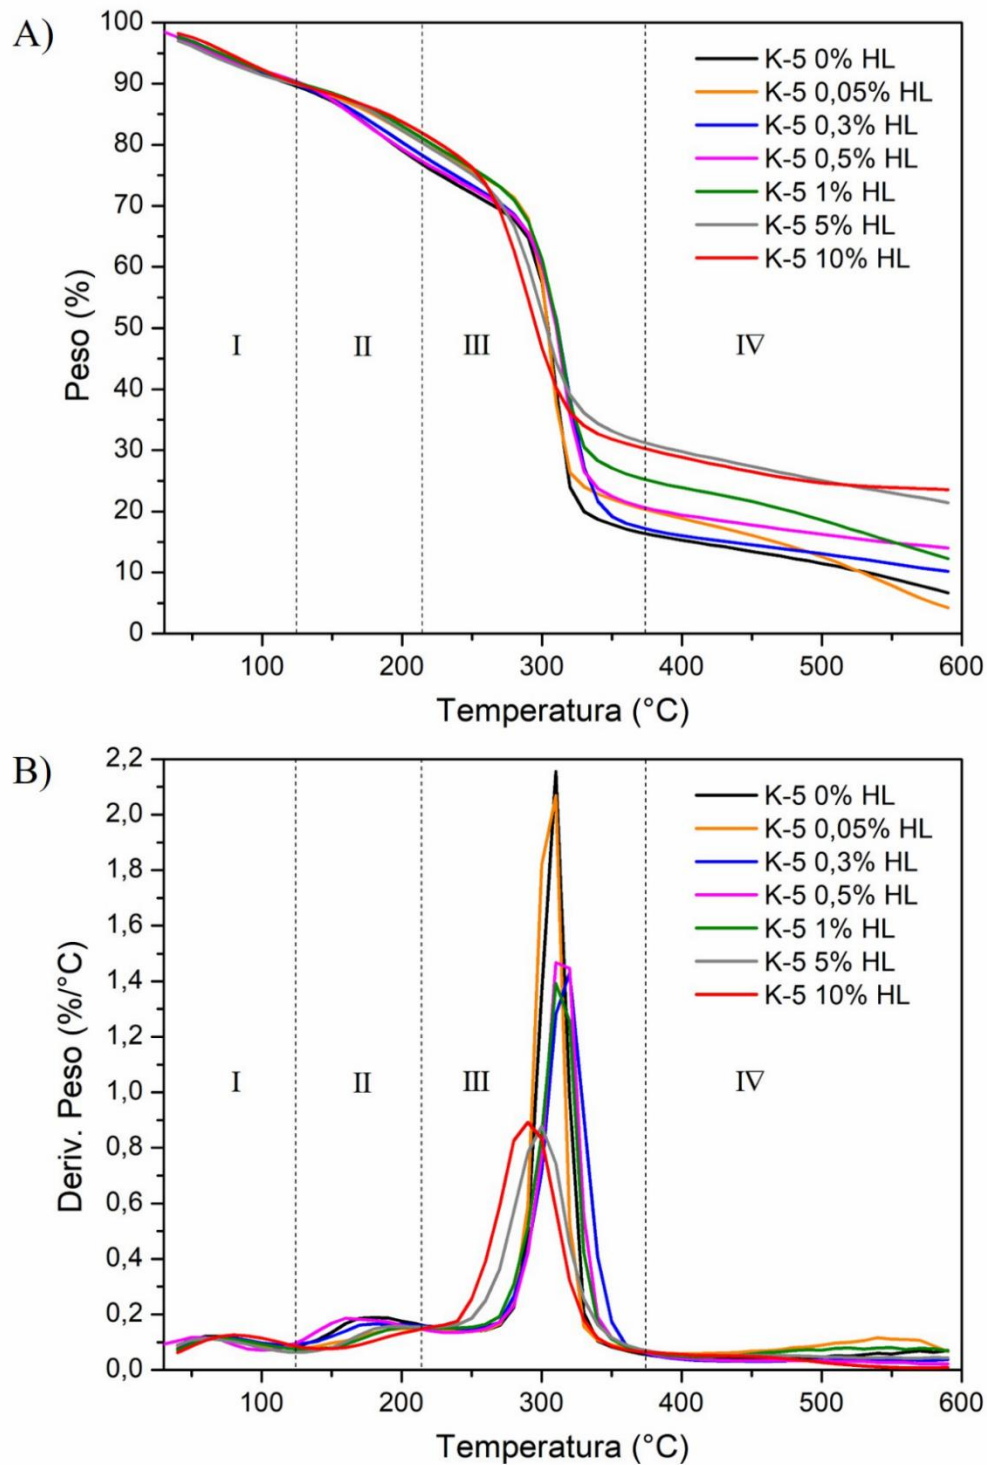 A)
100
90
80
70
60
50
40
30
20
10
0
Peso (%)
K-5 0% HL
K-5 0,05% HL
K-5 0,3% HL
K-5 0,5% HL
K-5 1% HL
K-5 5% HL
K-5 10% HL
I II III IV
100 200 300 400 500 600
Temperatura (°C)
B)
2,2
2,0
1,8
1,6
1,4
1,2
1,0
0,8
0,6
0,4
0,2
0,0
Deriv. Peso (%/°C)
K-5 0% HL
K-5 0,05% HL
K-5 0,3% HL
K-5 0,5% HL
K-5 1% HL
K-5 5% HL
K-5 10% HL
I II III IV
100 200 300 400 500 600
Temperatura (°C)